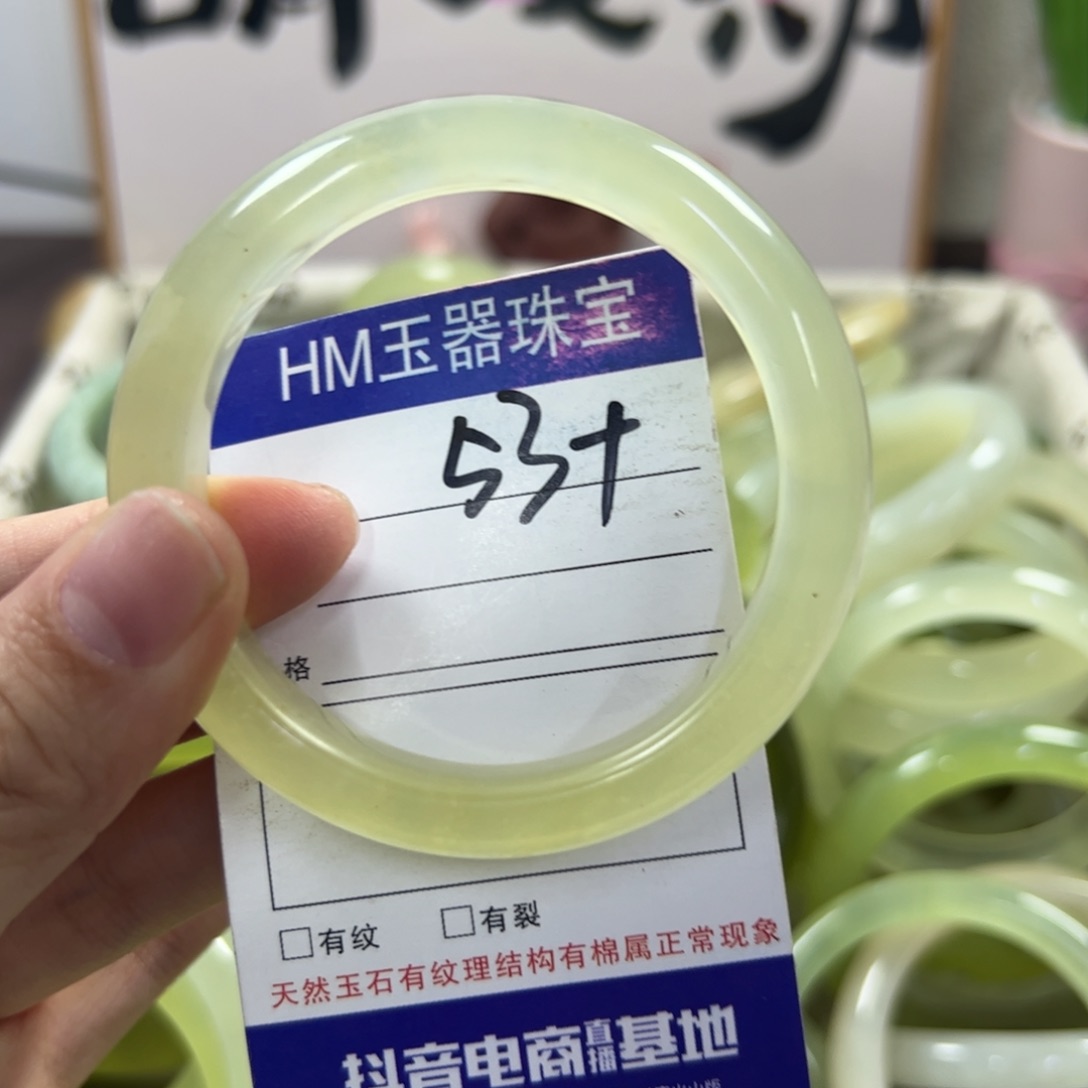 HM玉器珠宝
53+
格
□有纹 □有裂
天然玉石有纹理结构有棉属正常现象
抖音电商直播基地